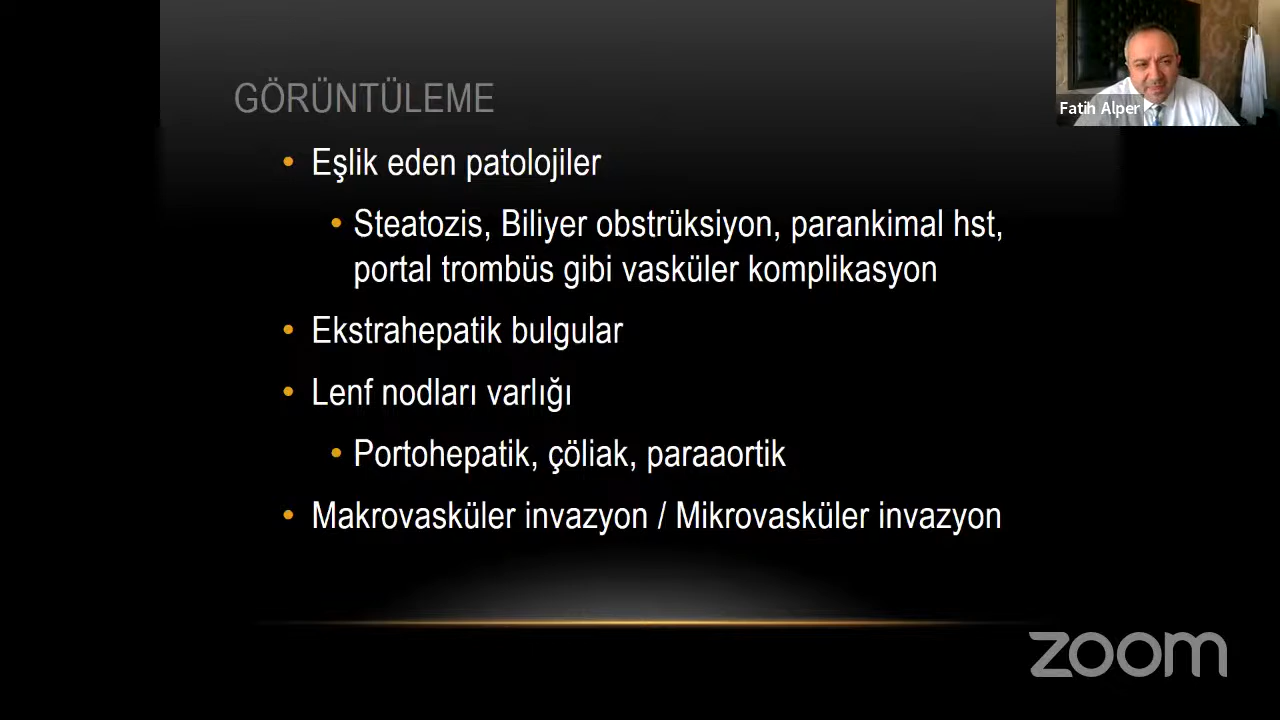 GÖRÜNTÜLEME
• Eşlik eden patolojiler
• Steatozis, Biliyer obstrüksiyon, parankimal hst,
portal trombüs gibi vasküler komplikasyon
• Ekstrahepatik bulgular
• Lenf nodları varlığı
• Portohepatik, çöliak, paraaortik
• Makrovasküler invazyon / Mikrovasküler invazyon
Fatih Alper
zoom